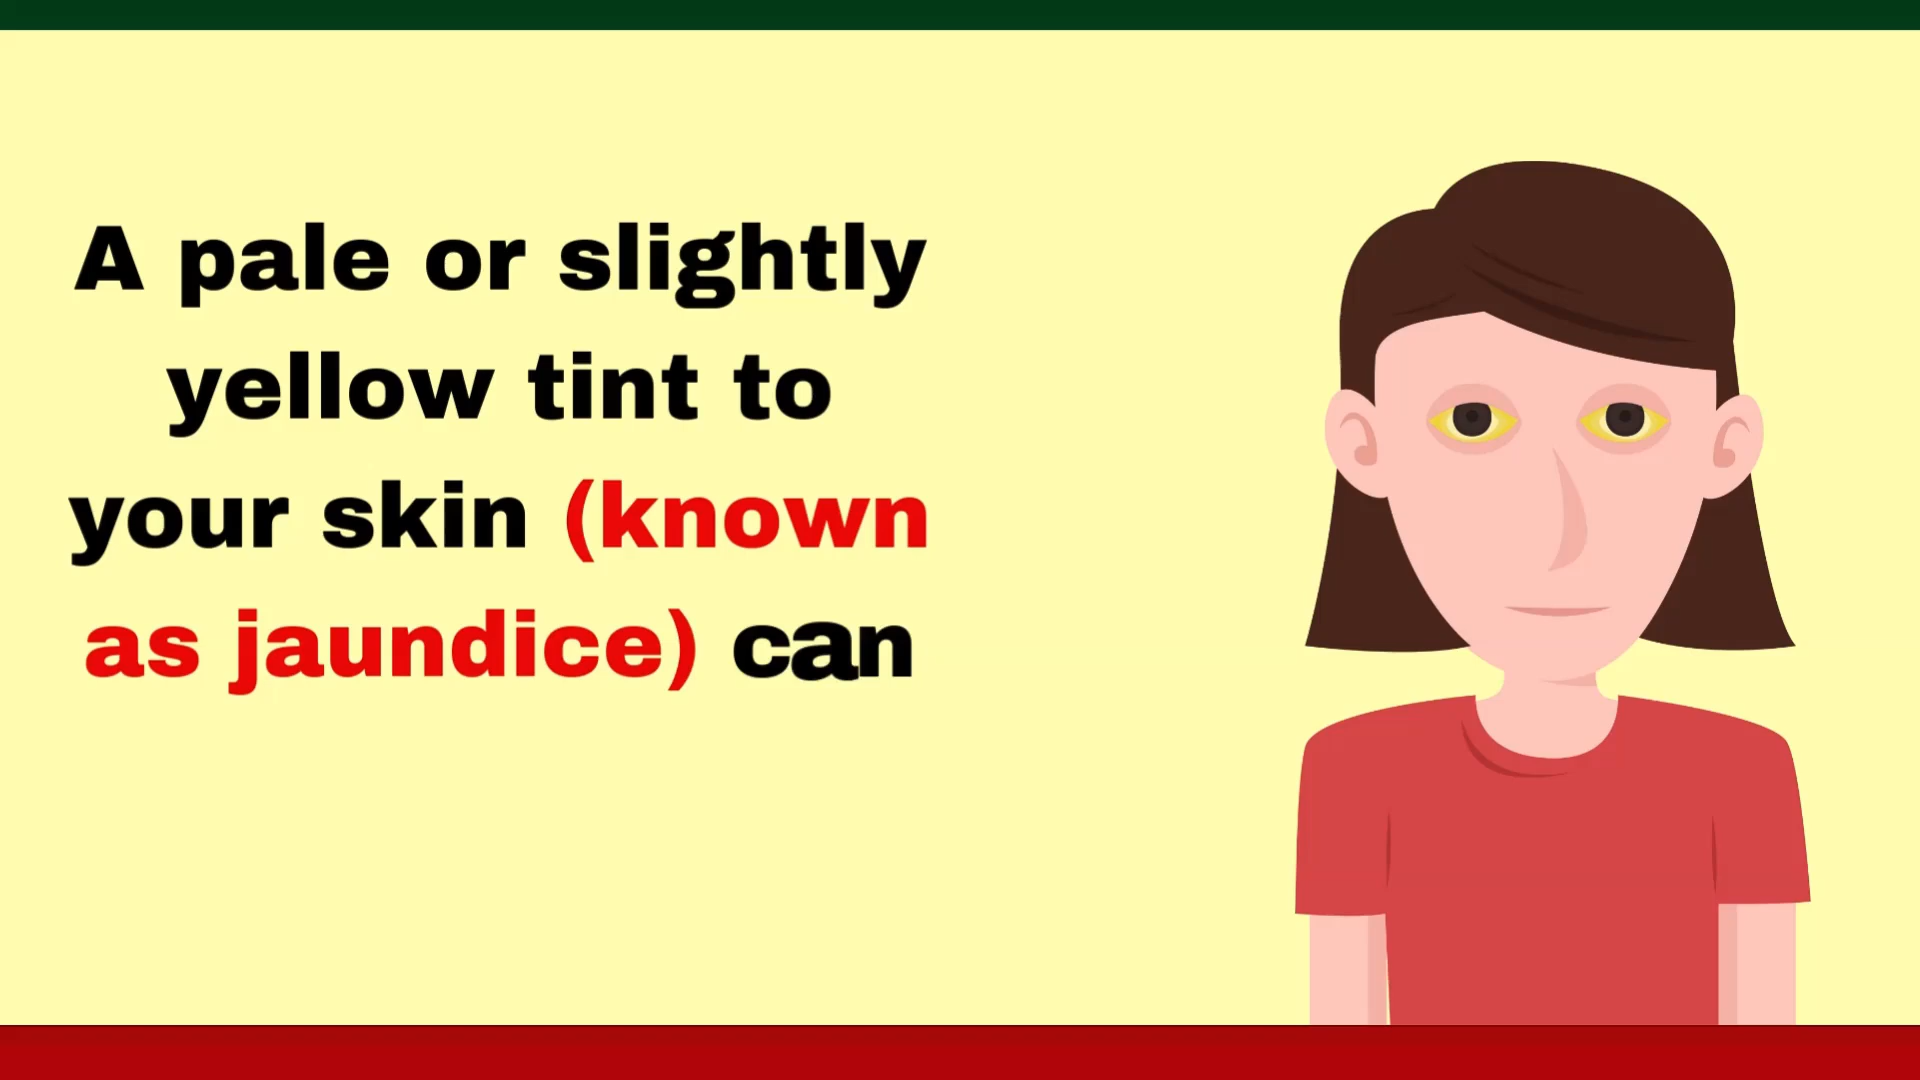 A pale or slightly
yellow tint to
your skin (known
as jaundice) can